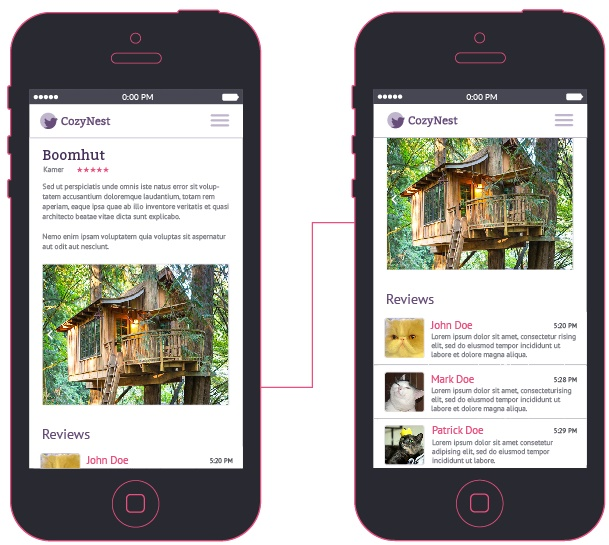 0:00 PM
CozyNest
Boomhut
Kamer ★★★★★
Sed ut perspiciatis unde omnis iste natus error sit volup-
tatem accusantium doloremque laudantium, totam rem
aperiam, eaque ipsa quae ab illo inventore veritatis et quasi
architecto beatae vitae dicta sunt explicabo.
Nemo enim ipsam voluptatem quia voluptas sit aspernatur
aut odit aut nesciunt.
Reviews
John Doe 5:20 PM
0:00 PM
CozyNest
Reviews
John Doe 5:20 PM
Lorem ipsum dolor sit amet, consectetur rising
elit, sed do eiusmod tempor incididunt ut
labore et dolore magna aliqua.
Mark Doe 5:28 PM
Lorem ipsum dolor sit amet, consecteturising
elit, sed do eiusmod tempor incididunt ut
labore et dolore magna aliqua.
Patrick Doe 5:29 PM
Lorem ipsum dolor sit amet consetetur
adipising elit, sed do eiusmod tempor
incididunt ut labore.